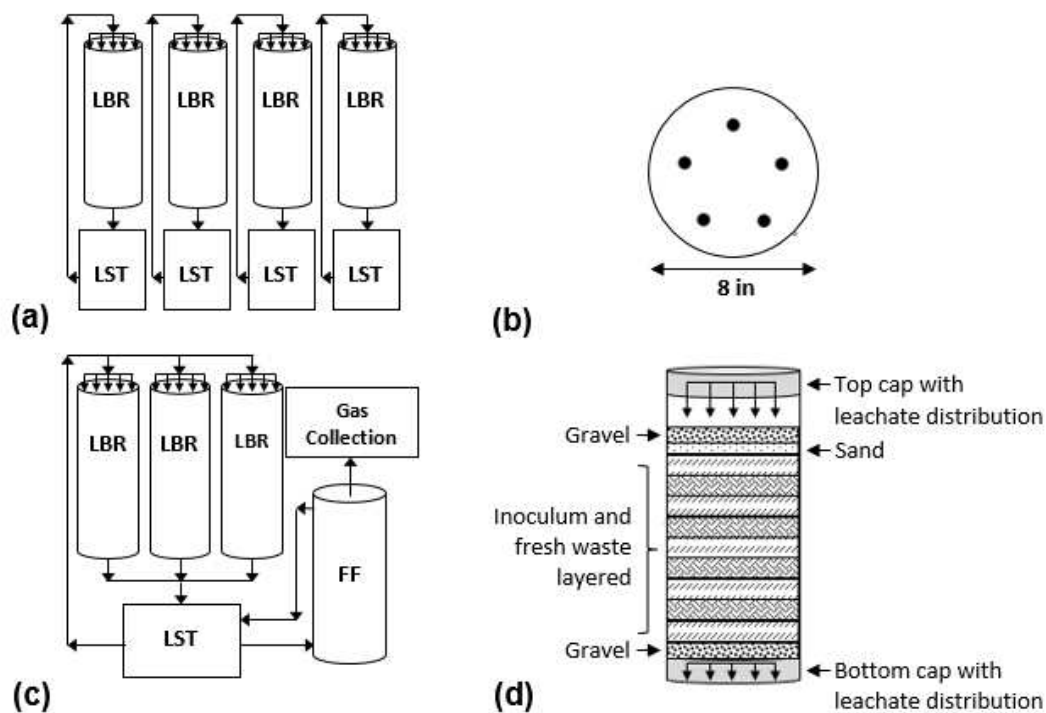 LBR
LBR
LBR
LBR
LST
LST
LST
LST
(a)
8 in
(b)
LBR
LBR
LBR
Gas
Collection
FF
LST
(c)
Top cap with
leachate distribution
Gravel
Sand
Inoculum and
fresh waste
layered
Gravel
Bottom cap with
leachate distribution
(d)